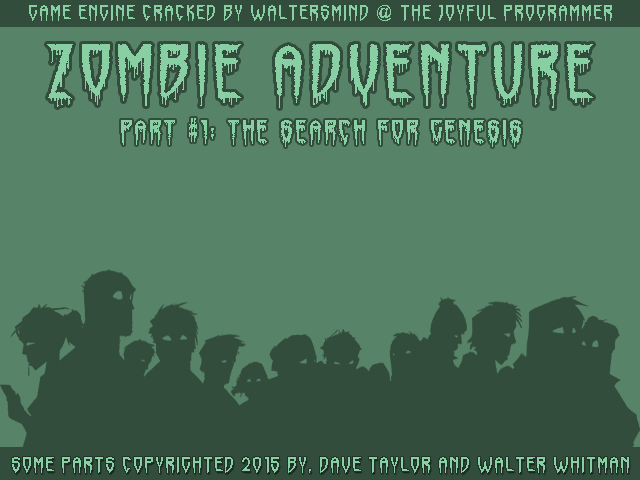 GAME ENGINE CRACKED BY WALTERSMIND @ THE JOYFUL PROGRAMMER
ZOMBIE ADVENTURE
PART #1: THE SEARCH FOR GENESIS
SOME PARTS COPYRIGHTED 2015 BY, DAVE TAYLOR AND WALTER WHITMAN